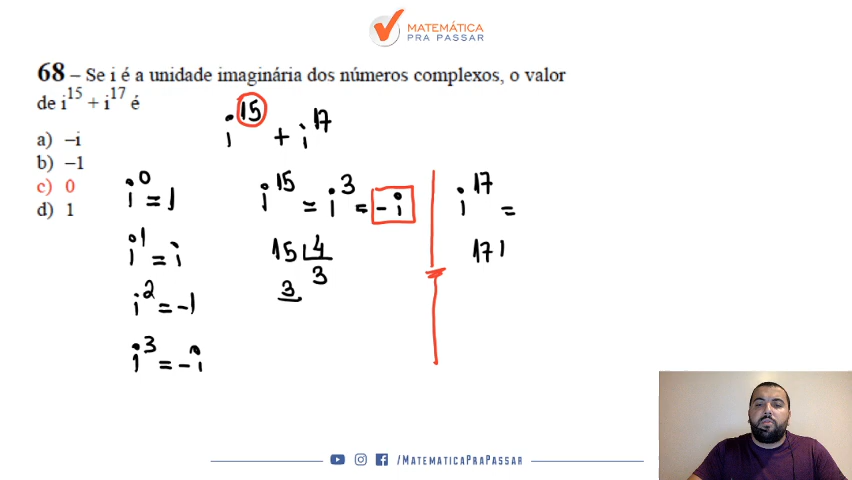 MATEMÁTICA
PRA PASSAR
68 – Se i é a unidade imaginária dos números complexos, o valor
de i¹⁵ + i¹⁷ é
a) –i
b) –1
c) 0
d) 1
i¹⁵ + i¹⁷
i⁰ = 1
i¹ = i
i² = -1
i³ = -i
i¹⁵ = i³ = -i
15 4
3 3
i¹⁷ =
17
/MATEMATICAPRAPASSAR